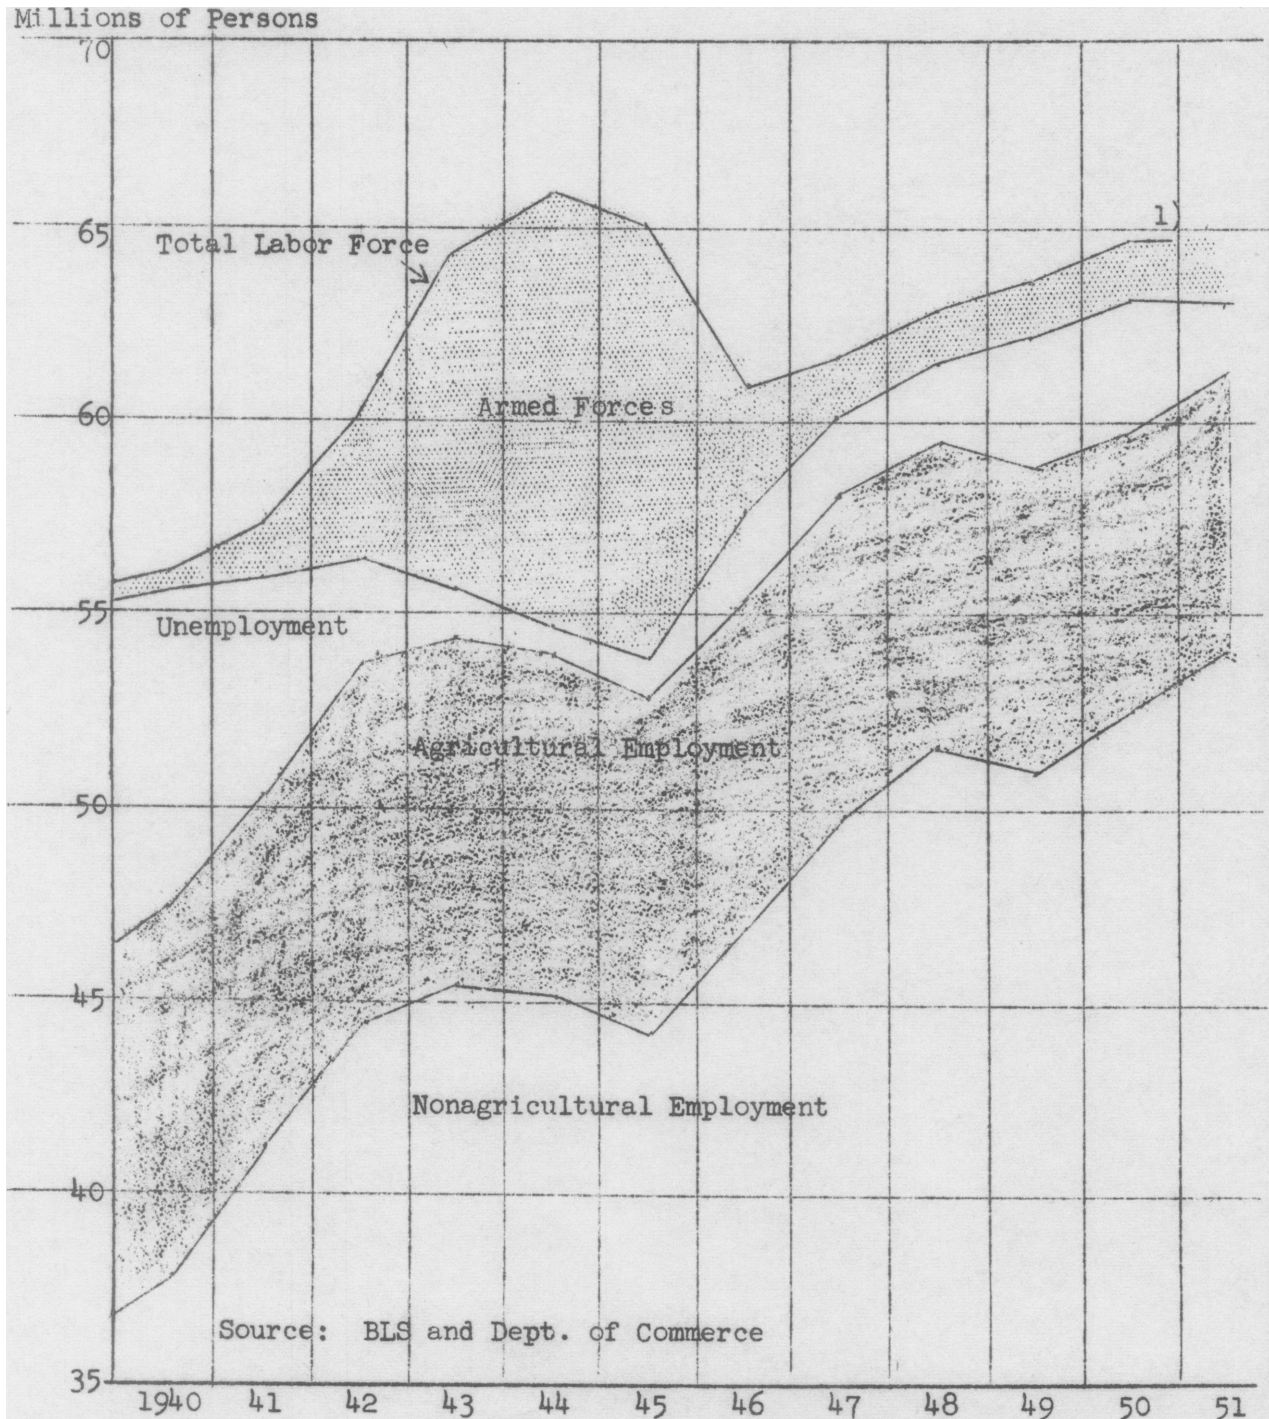 Millions of Persons
70
1)
65
Total Labor Force
60
Armed Forces
55
Unemployment
Agricultural Employment
50
45
Nonagricultural Employment
40
Source: BLS and Dept. of Commerce
35
1940 41 42 43 44 45 46 47 48 49 50 51